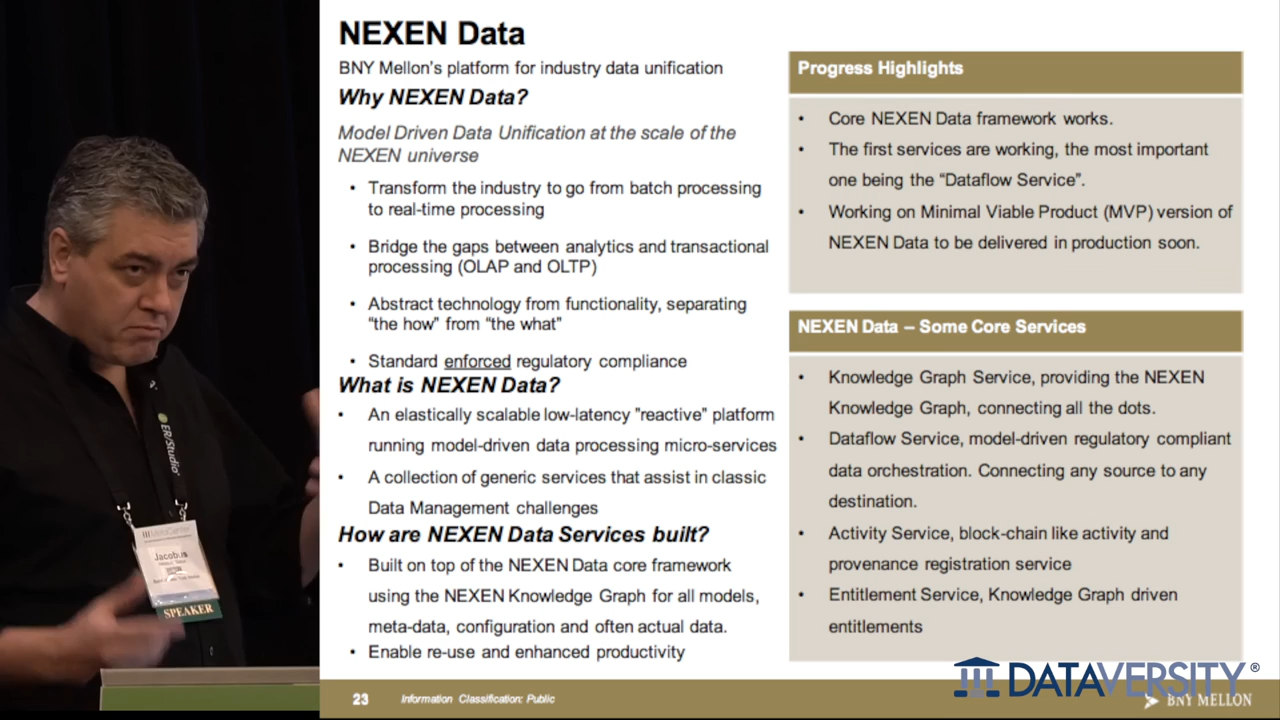 NEXEN Data
BNY Mellon's platform for industry data unification
Why NEXEN Data?
Model Driven Data Unification at the scale of the
NEXEN universe
• Transform the industry to go from batch processing
to real-time processing
• Bridge the gaps between analytics and transactional
processing (OLAP and OLTP)
• Abstract technology from functionality, separating
“the how” from “the what”
• Standard enforced regulatory compliance
What is NEXEN Data?
• An elastically scalable low-latency "reactive" platform
running model-driven data processing micro-services
• A collection of generic services that assist in classic
Data Management challenges
How are NEXEN Data Services built?
• Built on top of the NEXEN Data core framework
using the NEXEN Knowledge Graph for all models,
meta-data, configuration and often actual data.
• Enable re-use and enhanced productivity
Progress Highlights
• Core NEXEN Data framework works.
• The first services are working, the most important
one being the “Dataflow Service”.
• Working on Minimal Viable Product (MVP) version of
NEXEN Data to be delivered in production soon.
NEXEN Data – Some Core Services
• Knowledge Graph Service, providing the NEXEN
Knowledge Graph, connecting all the dots.
• Dataflow Service, model-driven regulatory compliant
data orchestration. Connecting any source to any
destination.
• Activity Service, block-chain like activity and
provenance registration service
• Entitlement Service, Knowledge Graph driven
entitlements
23
Information Classification: Public
DATAVERSITY®
BNY MELLON
ER/Studio
Jacobus
SPEAKER